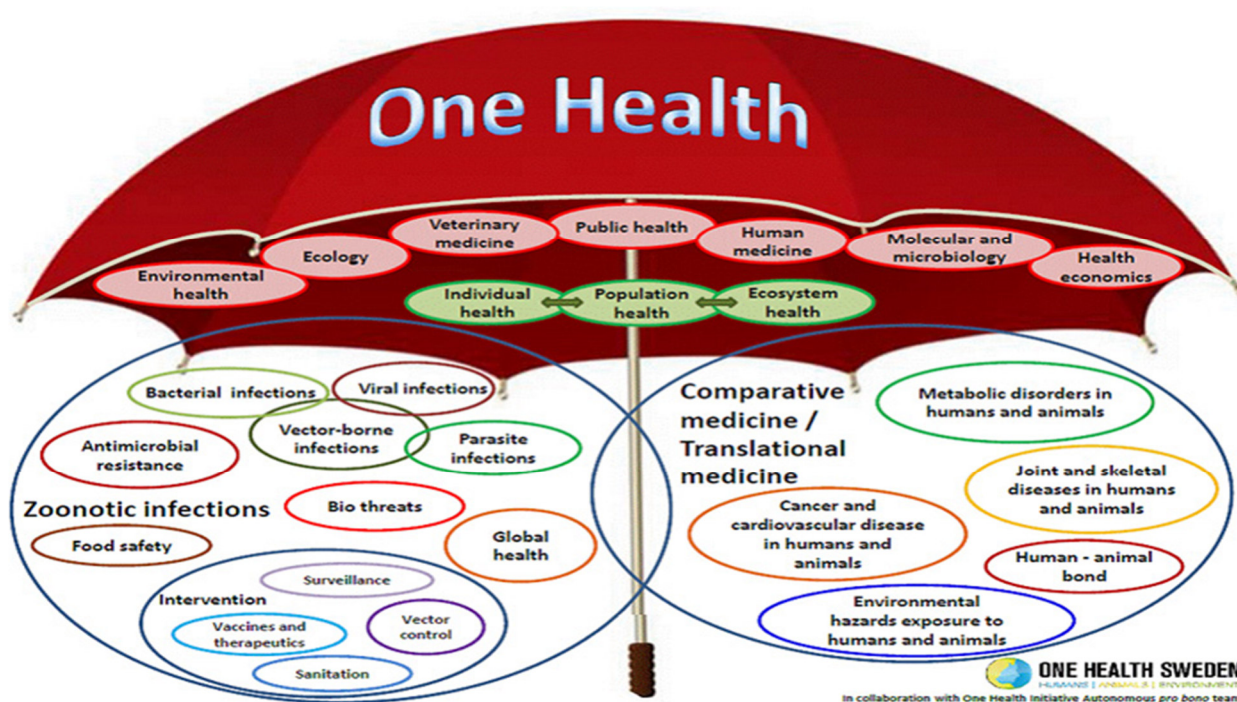 One Health
Public health
Veterinary
medicine
Human
medicine
Ecology
Molecular and
microbiology
Environmental
health
Health
economics
Individual
health
Population
health
Ecosystem
health
Bacterial infections
Viral infections
Vector-borne
infections
Parasite
infections
Antimicrobial
resistance
Zoonotic infections
Bio threats
Food safety
Global
health
Surveillance
Intervention
Vaccines and
therapeutics
Vector
control
Sanitation
Comparative
medicine /
Translational
medicine
Metabolic disorders in
humans and animals
Joint and skeletal
diseases in humans
and animals
Cancer and
cardiovascular disease
in humans and
animals
Human - animal
bond
Environmental
hazards exposure to
humans and animals
ONE HEALTH SWEDEN
HUMANS | ANIMALS | ENVIRONMENT
In collaboration with One Health Initiative Autonomous pro bono team